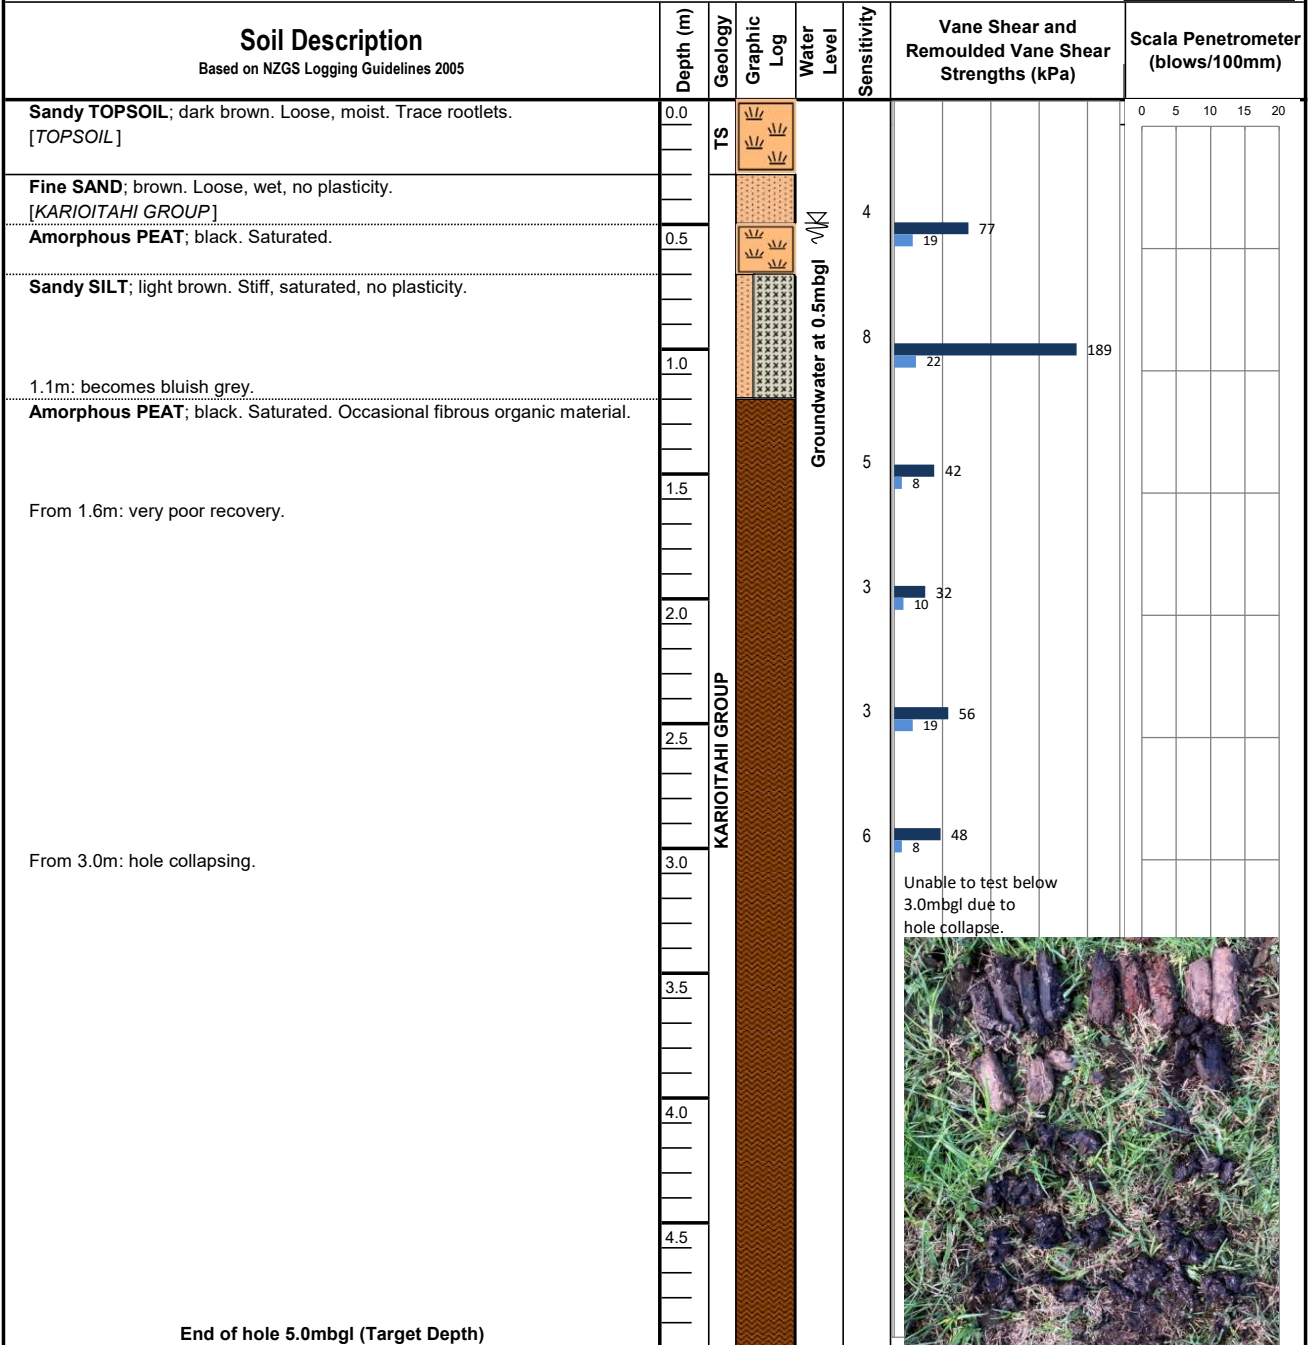 Soil Description
Based on NZGS Logging Guidelines 2005
Depth (m)
Geology
Graphic
Log
Water
Level
Sensitivity
Vane Shear and
Remoulded Vane Shear
Strengths (kPa)
Scala Penetrometer
(blows/100mm)
0 5 10 15 20
Sandy TOPSOIL; dark brown. Loose, moist. Trace rootlets.
[TOPSOIL]
Fine SAND; brown. Loose, wet, no plasticity.
[KARIOITAHI GROUP]
Amorphous PEAT; black. Saturated.
Sandy SILT; light brown. Stiff, saturated, no plasticity.
1.1m: becomes bluish grey.
Amorphous PEAT; black. Saturated. Occasional fibrous organic material.
From 1.6m: very poor recovery.
From 3.0m: hole collapsing.
End of hole 5.0mbgl (Target Depth)
0.0
0.5
1.0
1.5
2.0
2.5
3.0
3.5
4.0
4.5
TS
KARIOITAHI GROUP
Groundwater at 0.5mbgl
4
8
5
3
3
6
77
19
189
22
42
8
32
10
56
19
48
8
Unable to test below
3.0mbgl due to
hole collapse.